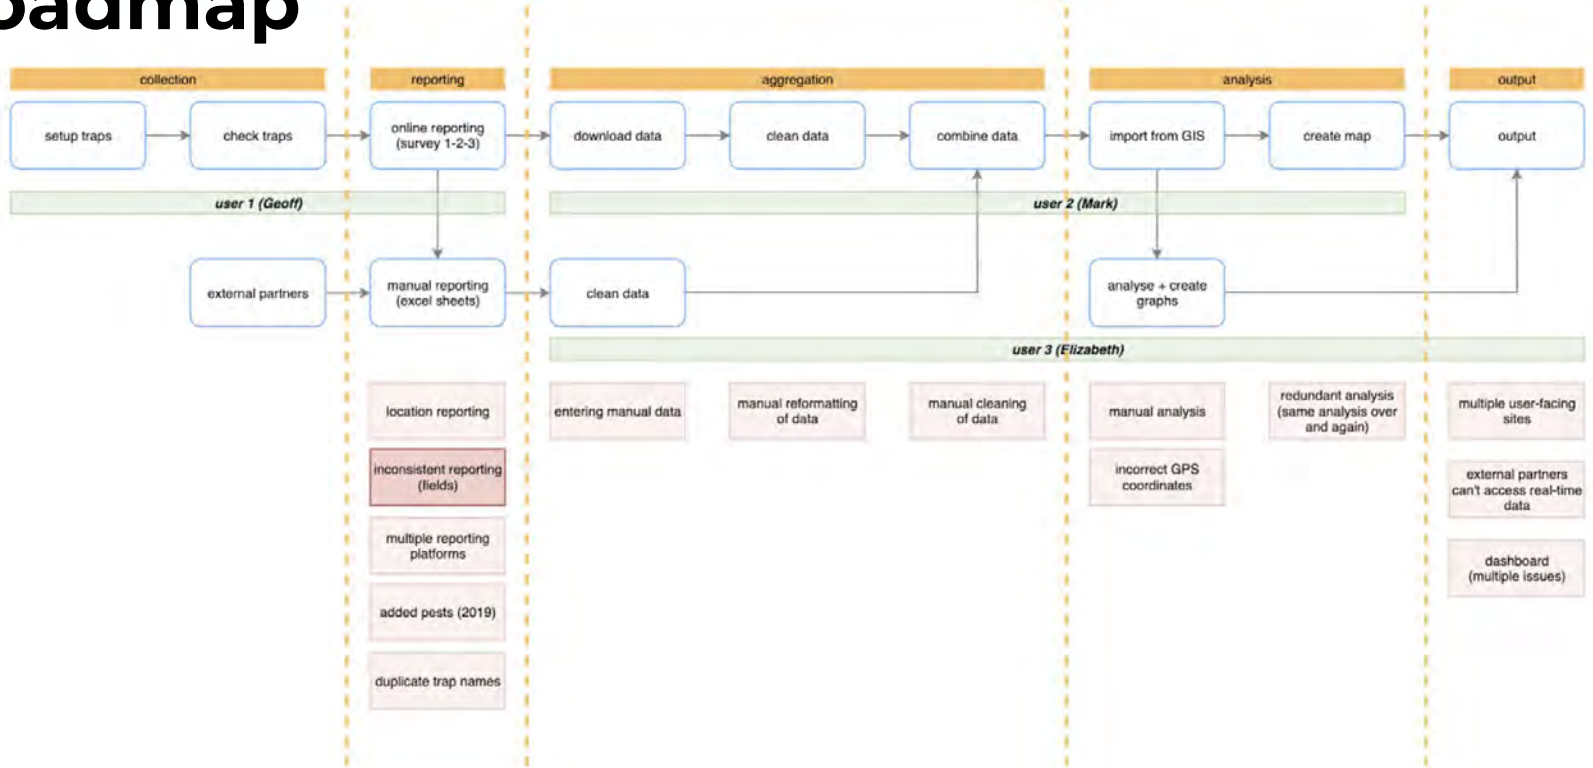 oadmap
collection
reporting
aggregation
analysis
output
setup traps
check traps
online reporting
(survey 1-2-3)
download data
clean data
combine data
import from GIS
create map
output
user 1 (Geoff)
user 2 (Mark)
external partners
manual reporting
(excel sheets)
clean data
analyse + create
graphs
user 3 (Elizabeth)
location reporting
entering manual data
manual reformatting
of data
manual cleaning
of data
manual analysis
redundant analysis
(same analysis over
and again)
multiple user-facing
sites
inconsistent reporting
(fields)
incorrect GPS
coordinates
external partners
can't access real-time
data
multiple reporting
platforms
dashboard
(multiple issues)
added pests (2019)
duplicate trap names